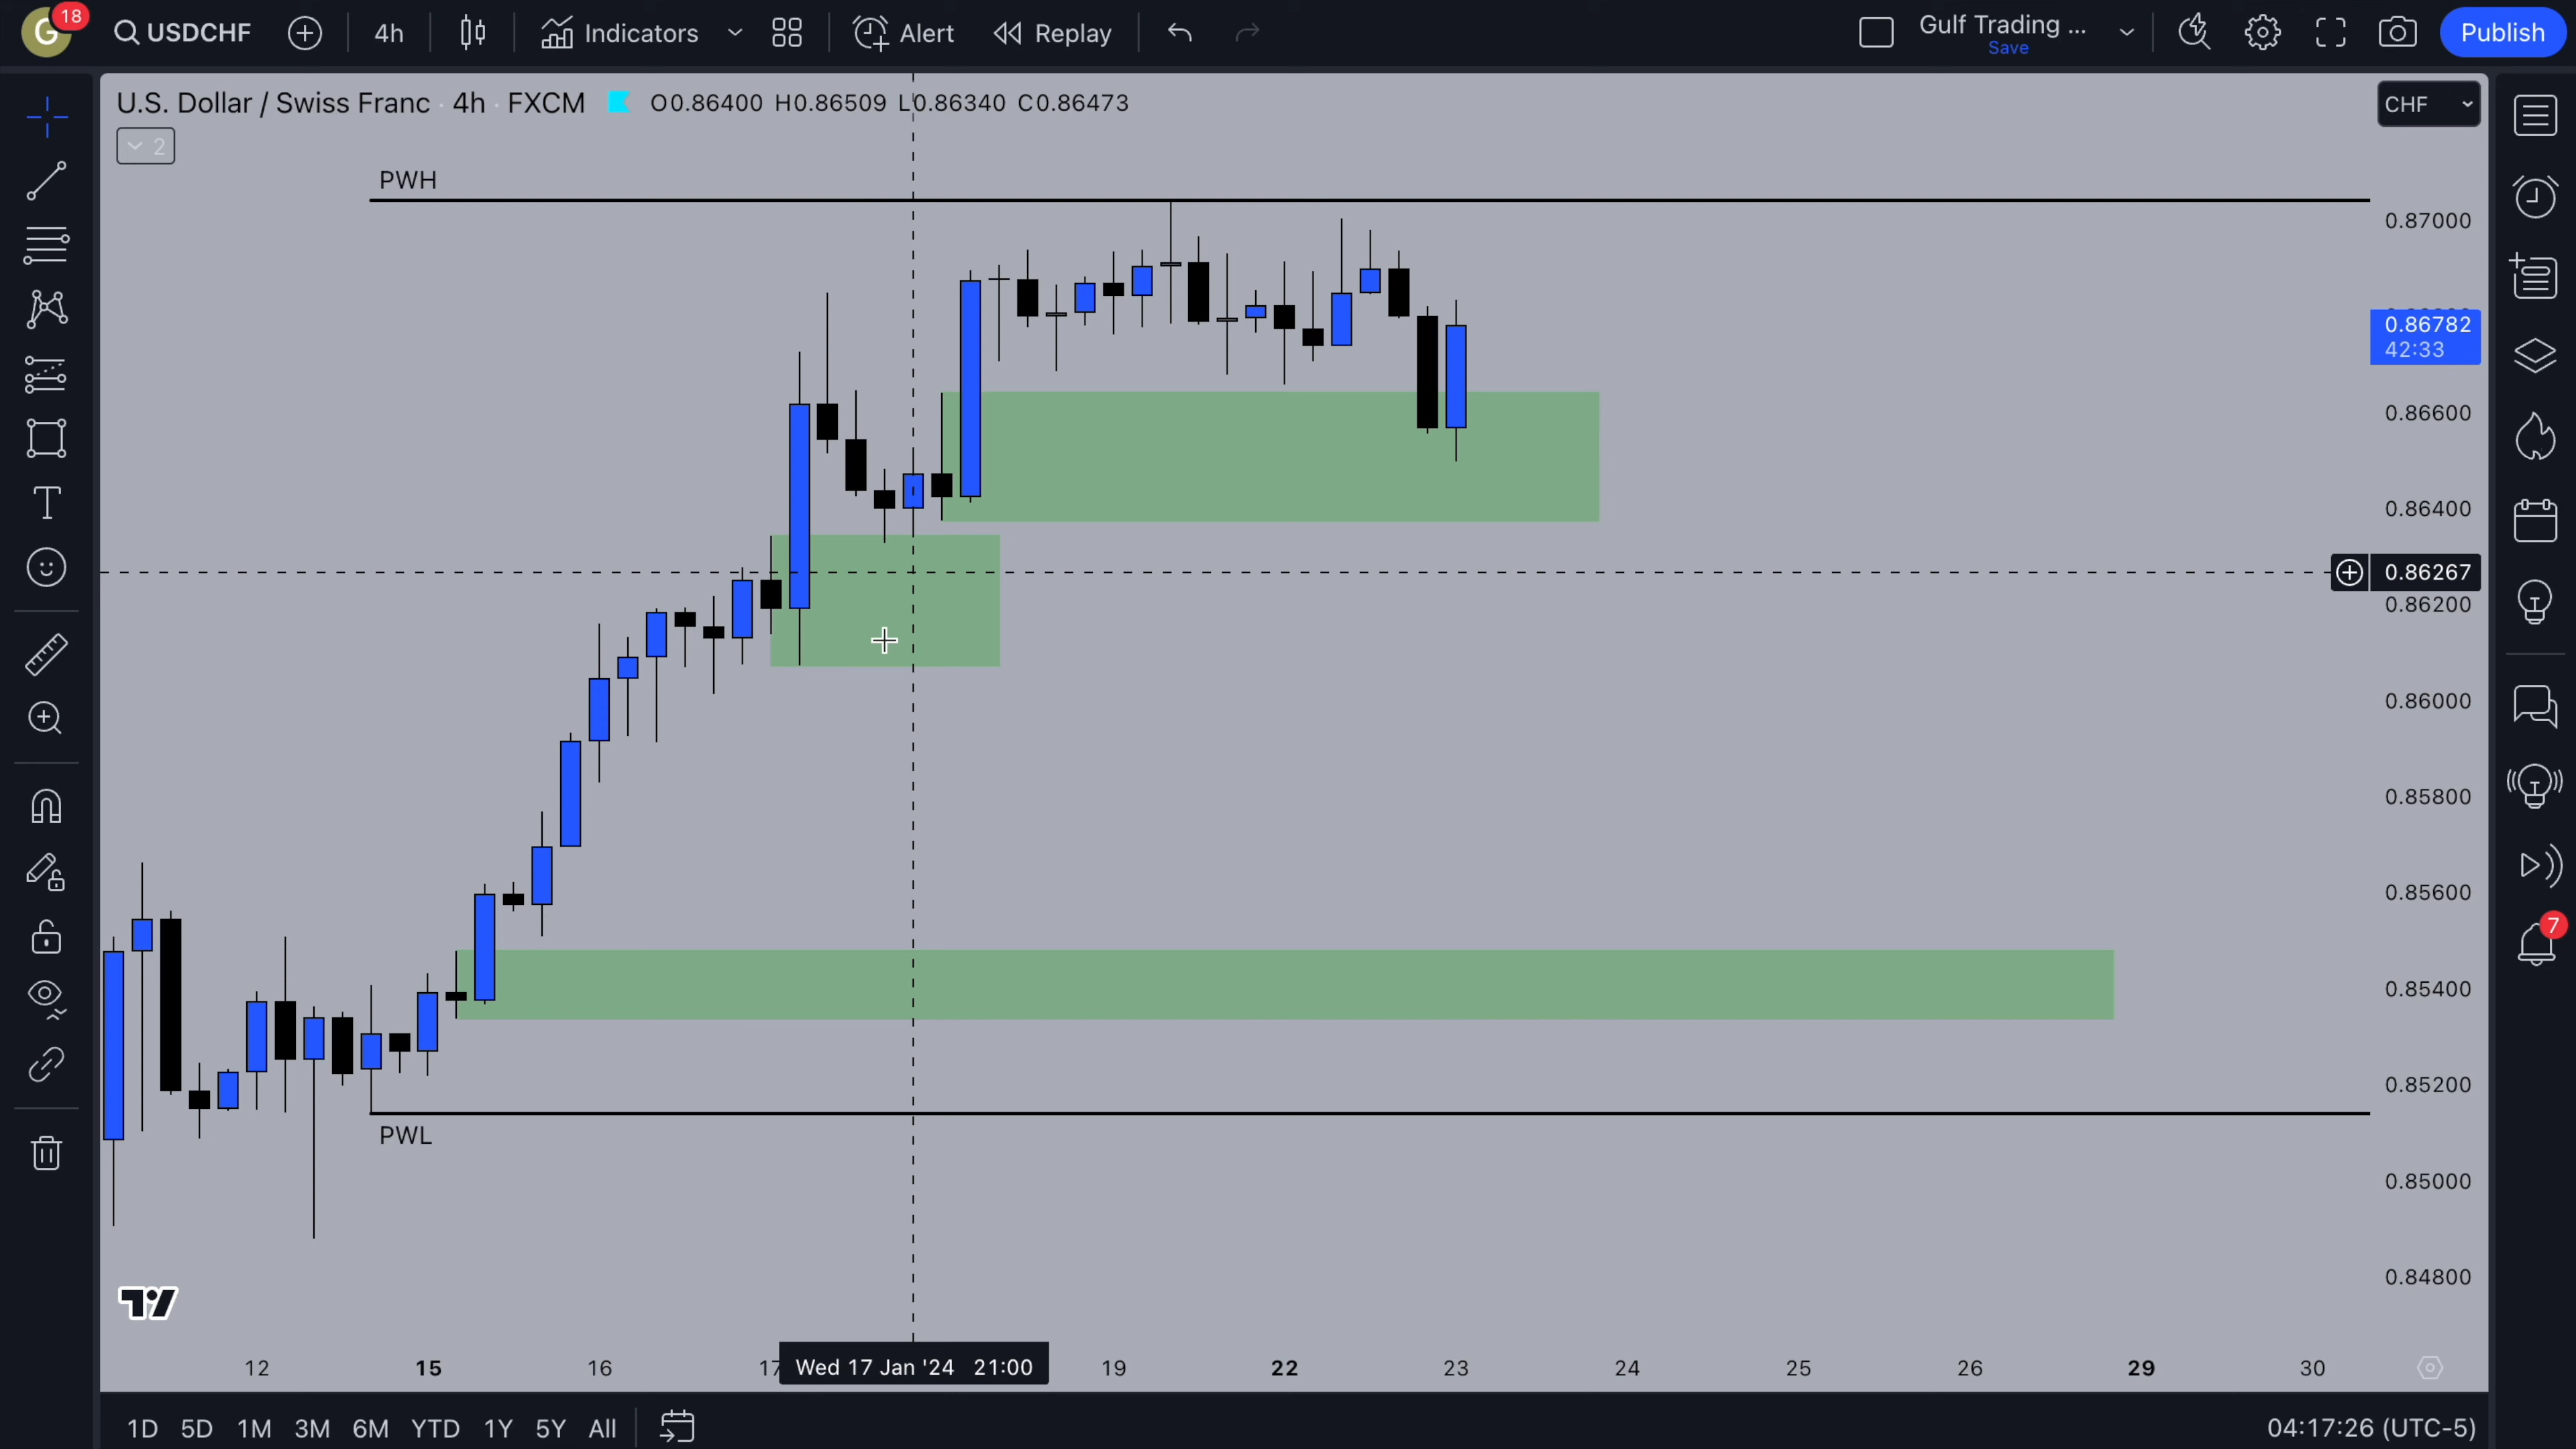 G 18 USDCHF 4h Indicators Alert Replay Gulf Trading ... Save Publish
U.S. Dollar / Swiss Franc · 4h · FXCM O0.86400 H0.86509 L0.86340 C0.86473
CHF
2
PWH
0.87000
0.86782
42:33
0.86600
0.86400
0.86267
0.86200
0.86000
0.85800
0.85600
7
0.85400
0.85200
PWL
0.85000
0.84800
12 15 16 17 Wed 17 Jan '24 21:00 19 22 23 24 25 26 29 30
1D 5D 1M 3M 6M YTD 1Y 5Y All 04:17:26 (UTC-5)